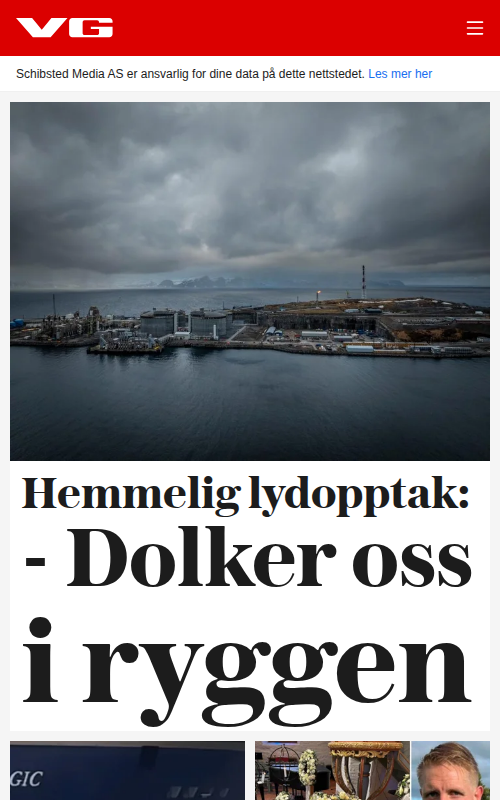 VG
Schibsted Media AS er ansvarlig for dine data på dette nettstedet. Les mer her
Hemmelig lydopptak:
- Dolker oss
i ryggen
GIC